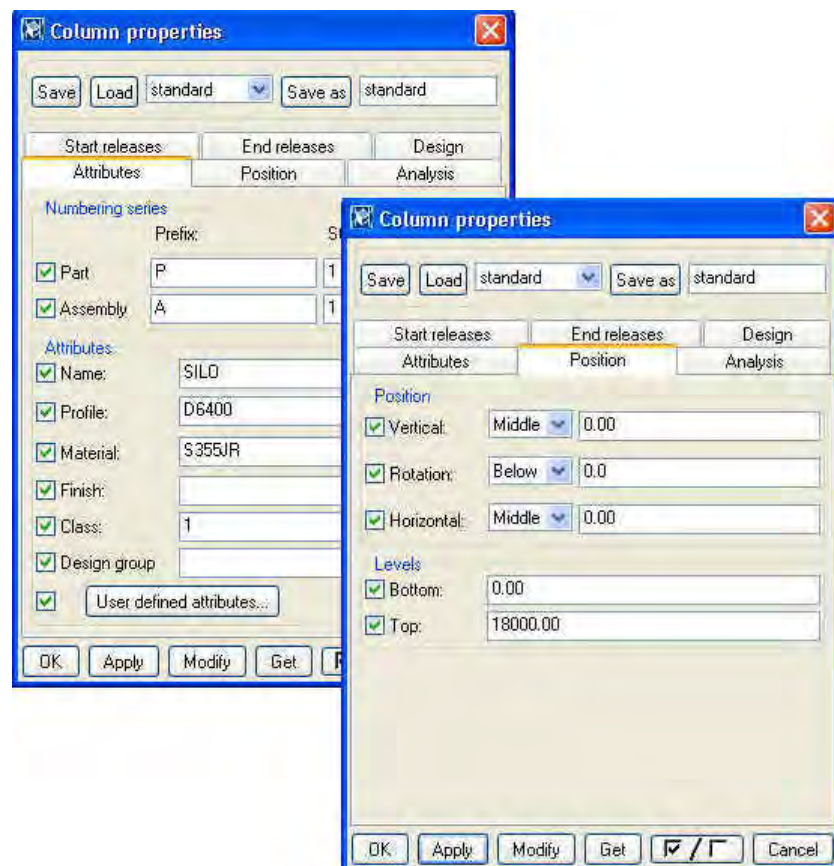 Column properties
Save Load standard Save as standard
Start releases End releases Design
Attributes Position Analysis
Numbering series
Prefix:
Part P 1
Assembly A 1
Attributes
Name: SILO
Profile: D6400
Material: S355JR
Finish:
Class: 1
Design group
User defined attributes...
OK Apply Modify Get
Column properties
Save Load standard Save as standard
Start releases End releases Design
Attributes Position Analysis
Position
Vertical: Middle 0.00
Rotation: Below 0.0
Horizontal: Middle 0.00
Levels
Bottom: 0.00
Top: 18000.00
OK Apply Modify Get / Cancel